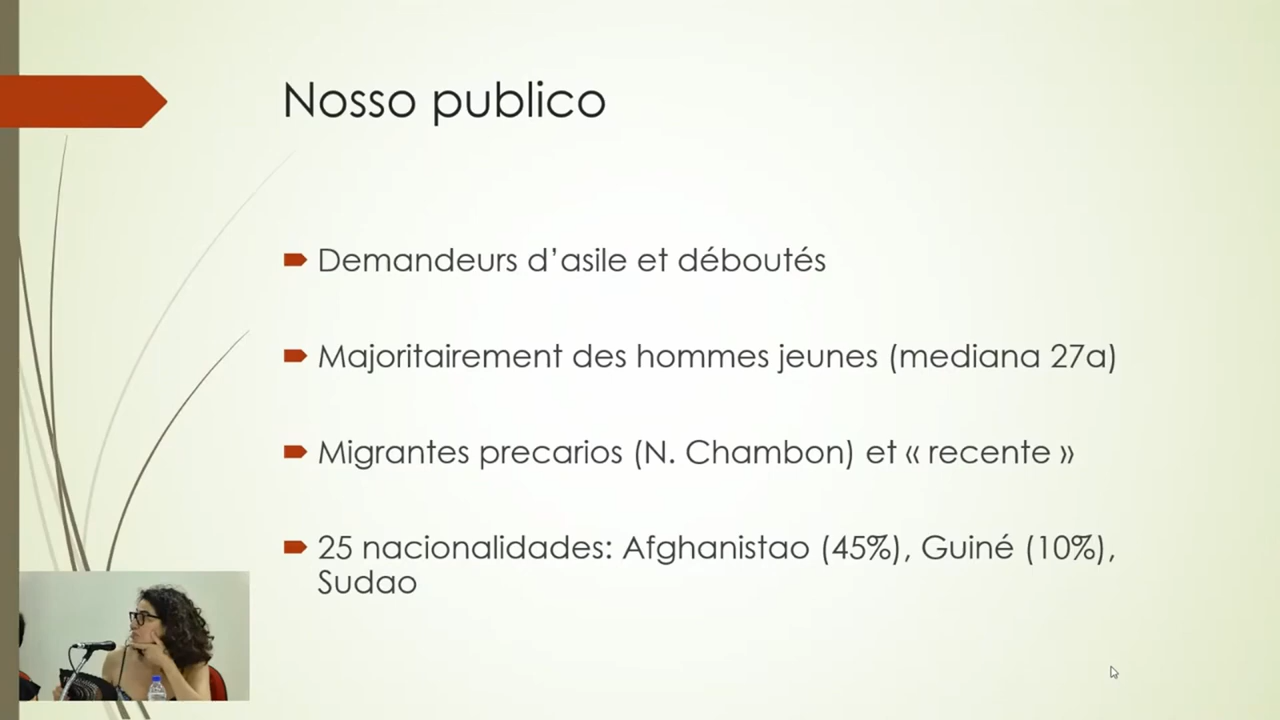 Nosso publico
Demandeurs d’asile et déboutés
Majoritairement des hommes jeunes (mediana 27a)
Migrantes precarios (N. Chambon) et « recente »
25 nacionalidades: Afghanistao (45%), Guiné (10%),
Sudao